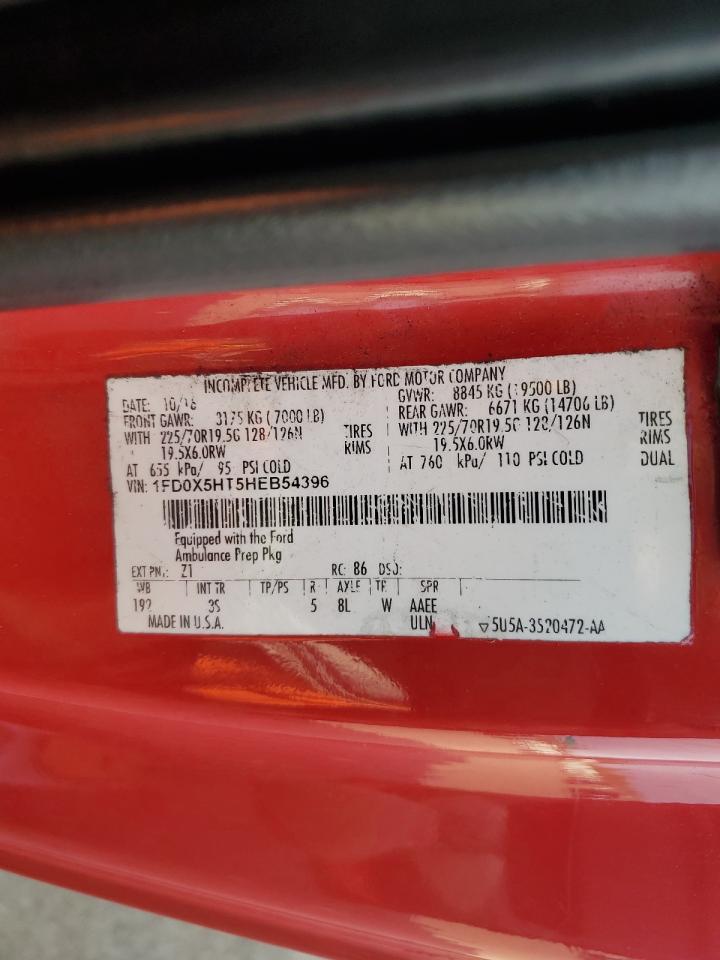 INCOMPLETE VEHICLE MFD. BY FORD MOTOR COMPANY
DATE: 10/16 GVWR: 8845 KG (19500 LB)
FRONT GAWR: 3175 KG (7000 LB) REAR GAWR: 6671 KG (14706 LB)
WITH 225/70R19.5G 128/126N TIRES WITH 225/70R19.5G 128/126N TIRES
19.5X6.0RW RIMS 19.5X6.0RW RIMS
AT 655 kPa/ 95 PSI COLD AT 760 kPa/ 110 PSI COLD DUAL
VIN: 1FD0X5HT5HEB54396
Equipped with the Ford
Ambulance Prep Pkg
EXT PNT: Z1 RC: 86 DSO:
WB INT TR TP/PS R AXLE TR SPR
192 3S 5 8L W AAEE
MADE IN U.S.A. ULN ▽5U5A-3520472-AA